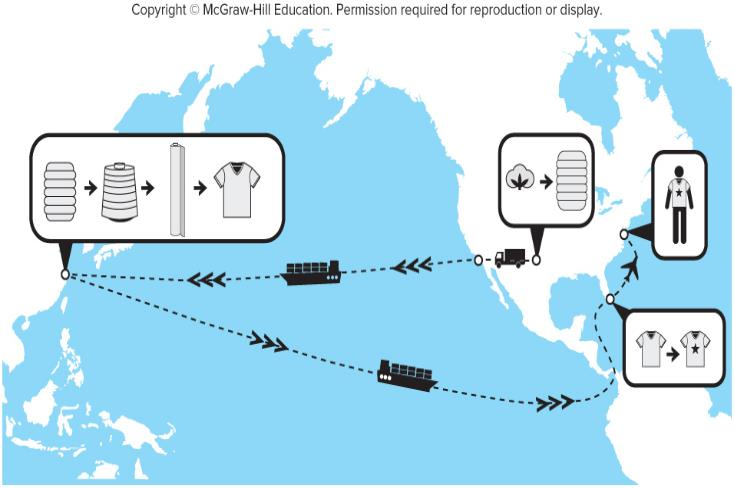 Copyright © McGraw-Hill Education. Permission required for reproduction or display.